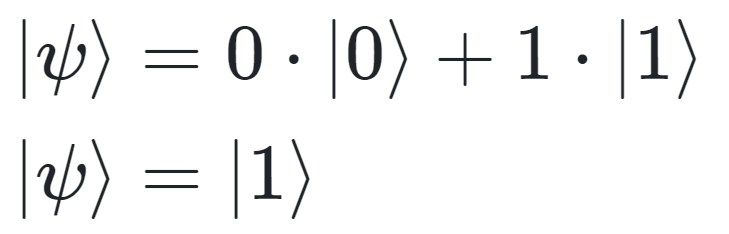 |ψ⟩ = 0 · |0⟩ + 1 · |1⟩
|ψ⟩ = |1⟩